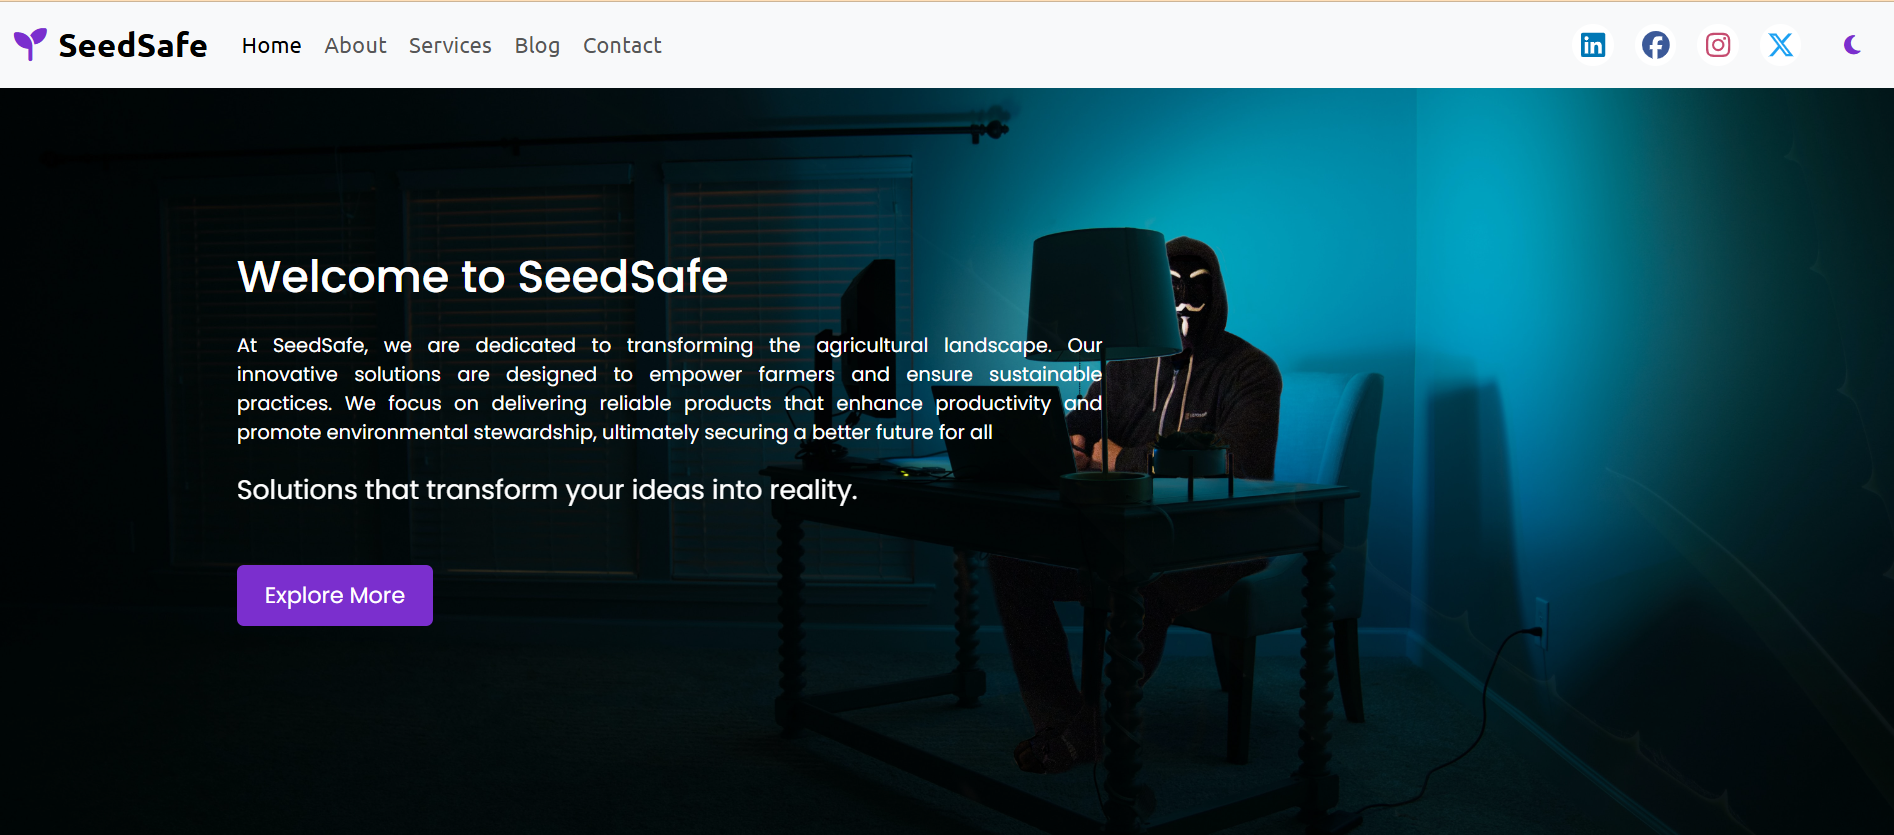 SeedSafe Home About Services Blog Contact
Welcome to SeedSafe
At SeedSafe, we are dedicated to transforming the agricultural landscape. Our
innovative solutions are designed to empower farmers and ensure sustainable
practices. We focus on delivering reliable products that enhance productivity and
promote environmental stewardship, ultimately securing a better future for all
Solutions that transform your ideas into reality.
Explore More